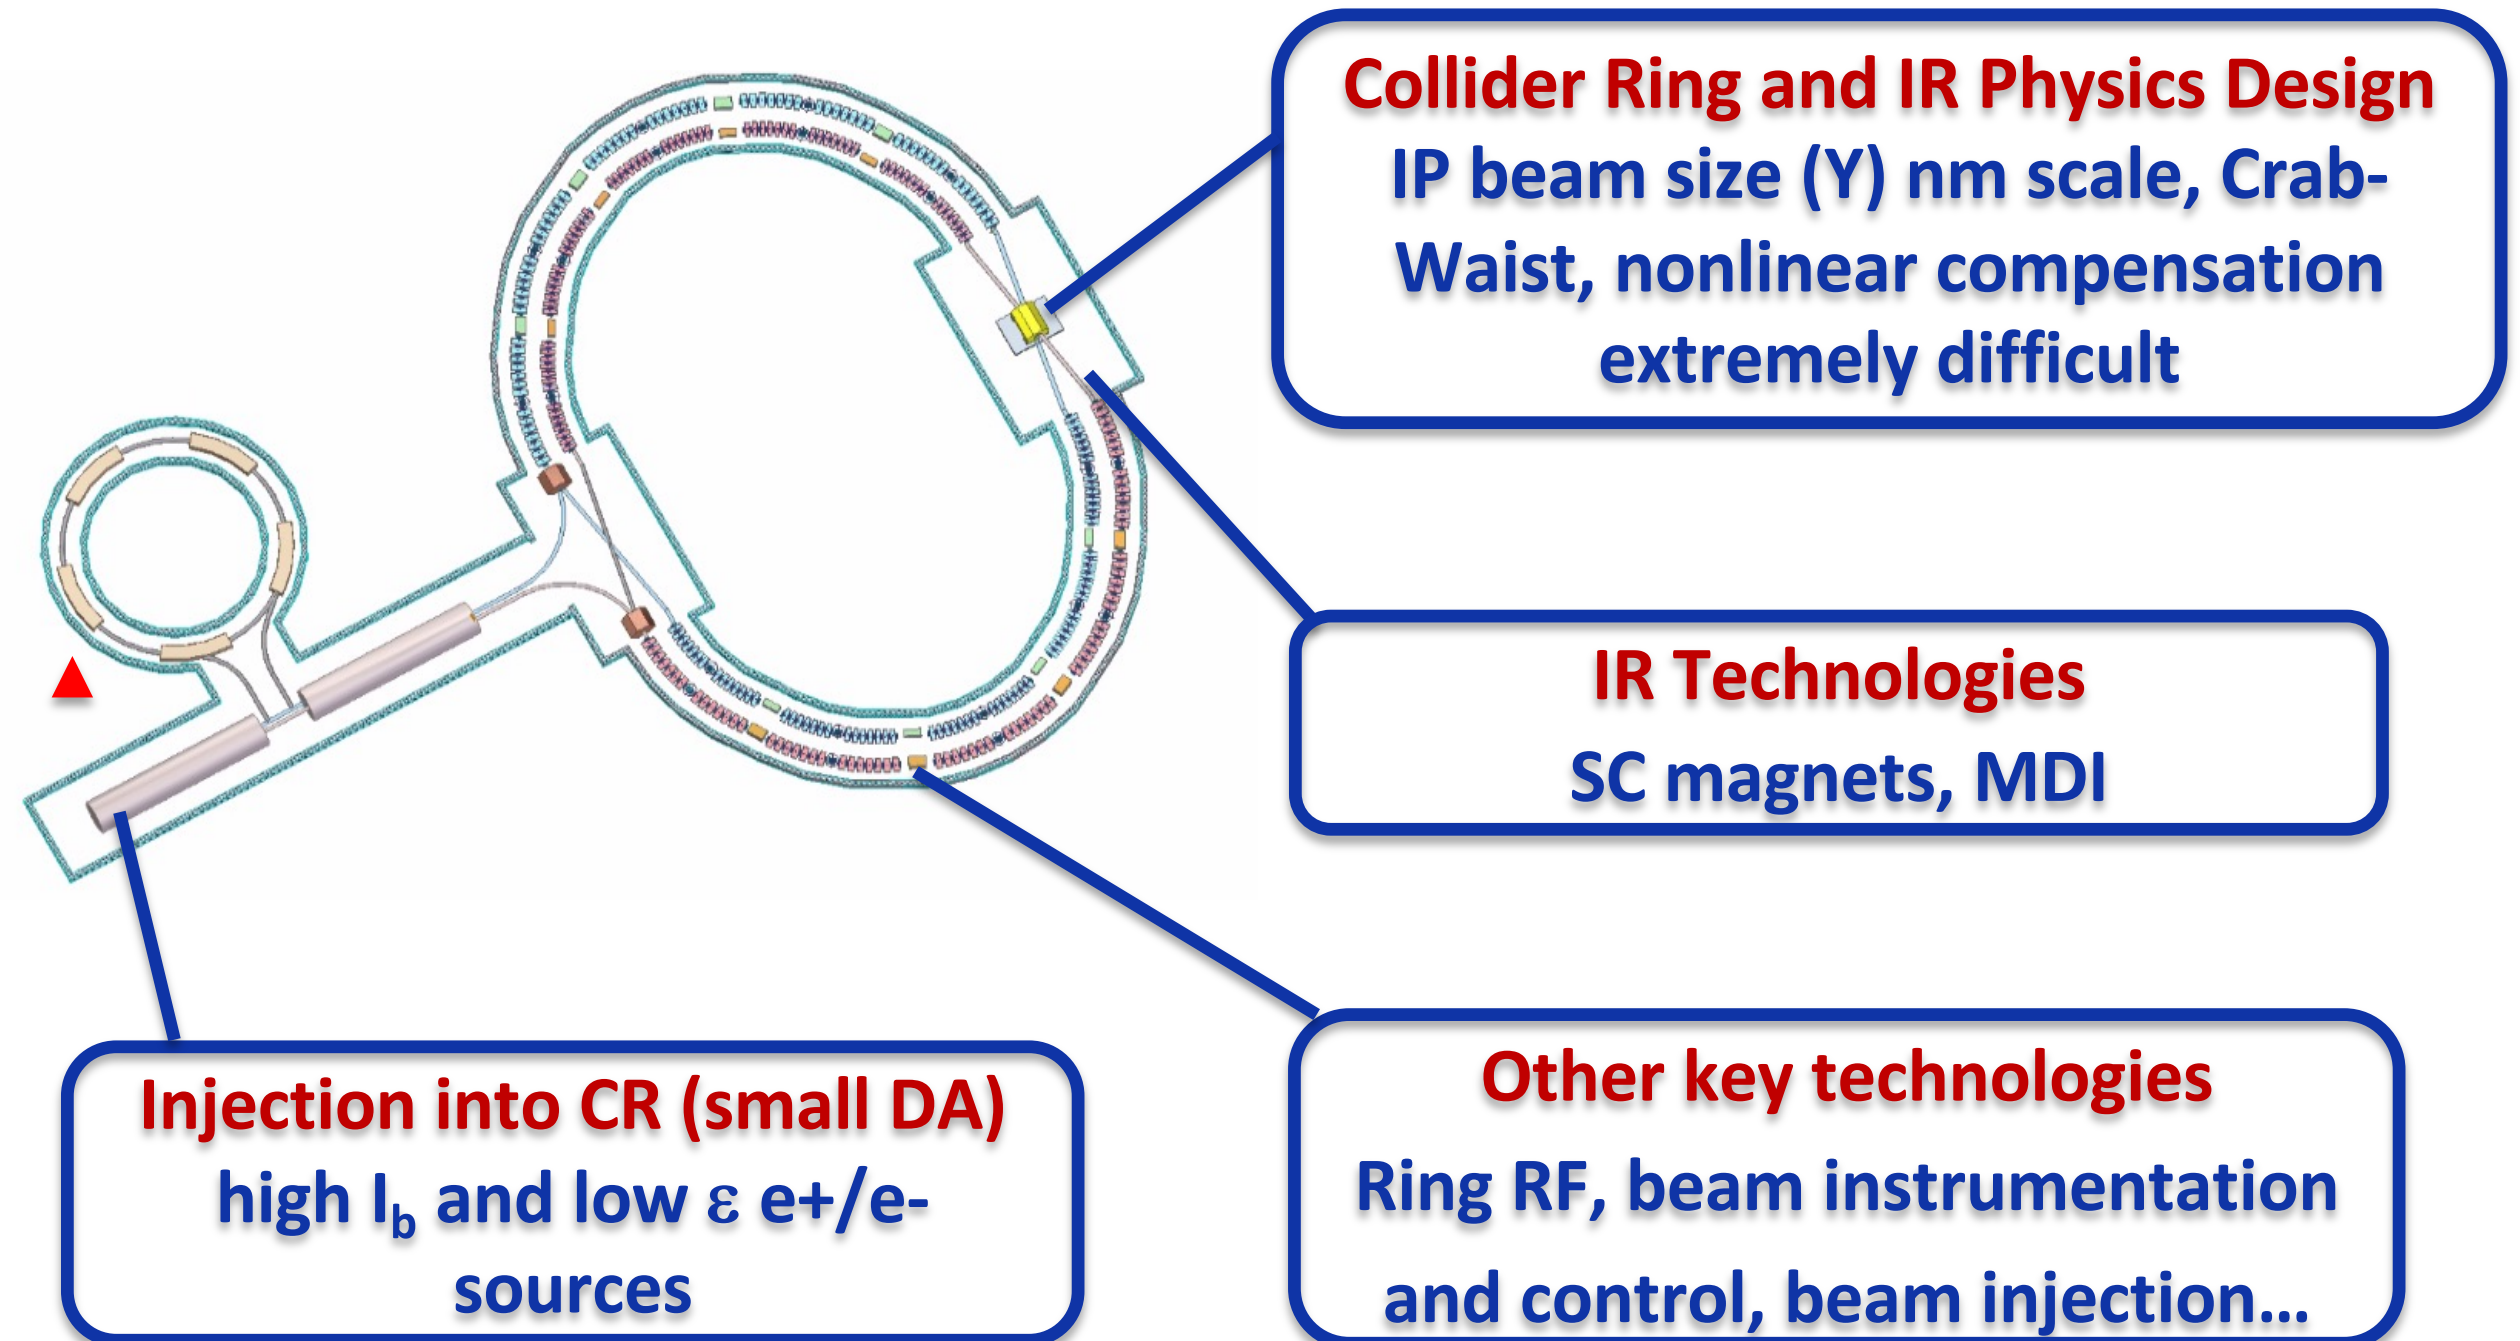 Collider Ring and IR Physics Design
IP beam size (Y) nm scale, Crab-
Waist, nonlinear compensation
extremely difficult
IR Technologies
SC magnets, MDI
Injection into CR (small DA)
high I_b and low ε e+/e-
sources
Other key technologies
Ring RF, beam instrumentation
and control, beam injection…